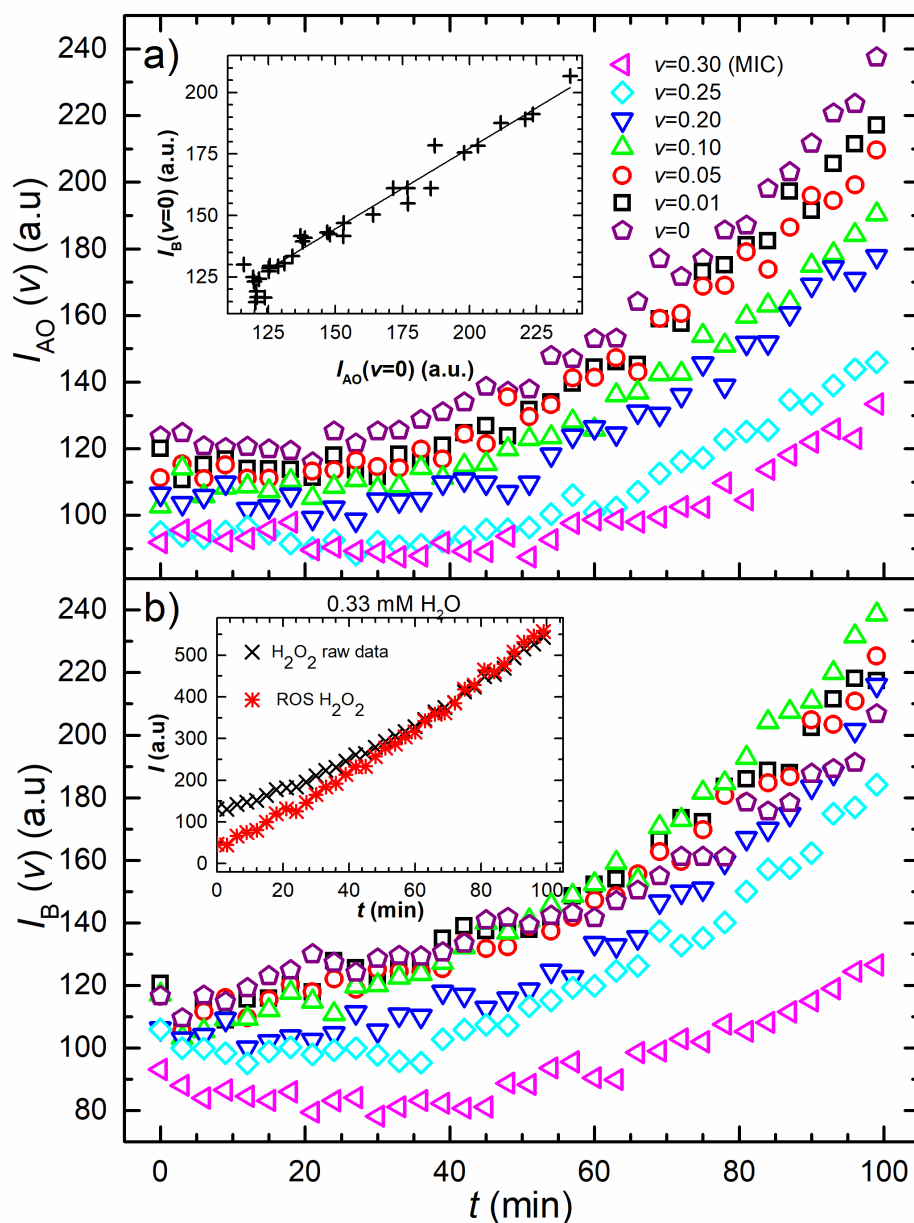 a)
I_AO (ν) (a.u)
240
220
200
180
160
140
120
100
I_B(ν=0) (a.u.)
200
175
150
125
125 150 175 200 225
I_AO(ν=0) (a.u.)
ν=0.30 (MIC)
ν=0.25
ν=0.20
ν=0.10
ν=0.05
ν=0.01
ν=0
b)
I_B(ν) (a.u)
240
220
200
180
160
140
120
100
80
0.33 mM H₂O
I (a.u)
500
400
300
200
100
0
H₂O₂ raw data
ROS H₂O₂
0 20 40 60 80 100
t (min)
0 20 40 60 80 100
t (min)